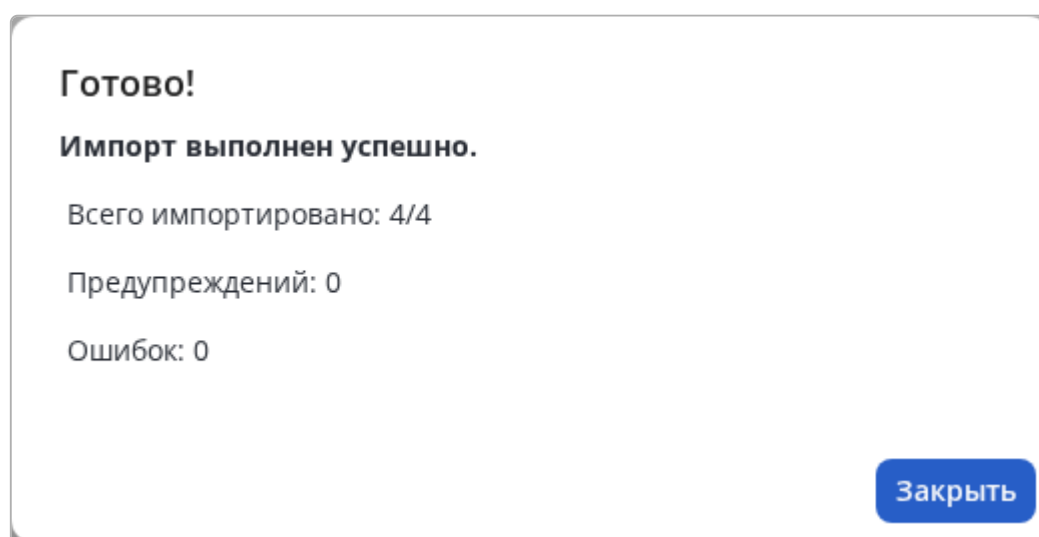 Готово!
Импорт выполнен успешно.
Всего импортировано: 4/4
Предупреждений: 0
Ошибок: 0
Закрыть